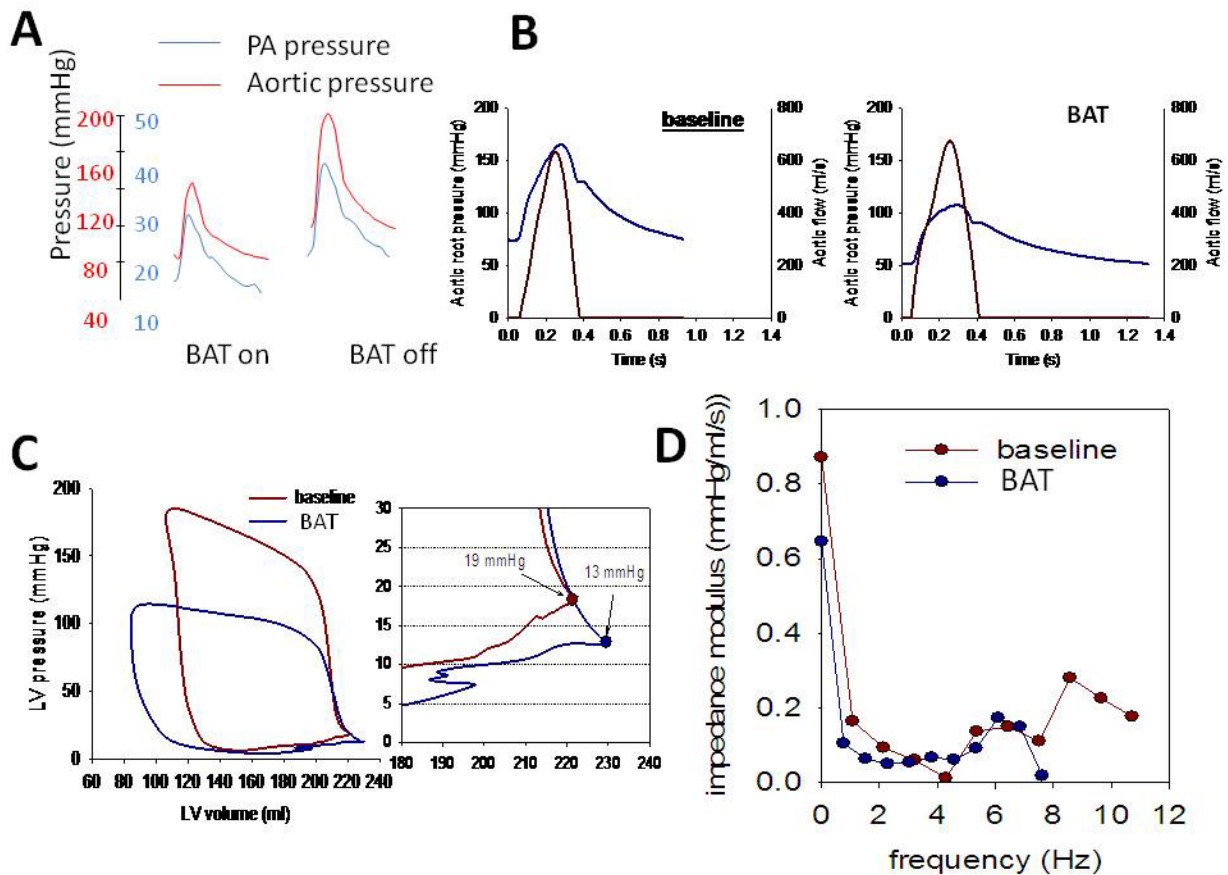 A
PA pressure
Aortic pressure
Pressure (mmHg)
200
160
120
80
40
50
40
30
20
10
BAT on
BAT off
B
baseline
Aortic root pressure (mmHg)
200
150
100
50
0
800
600
400
200
0
Aortic flow (ml/s)
0.0 0.2 0.4 0.6 0.8 1.0 1.2 1.4
Time (s)
BAT
Aortic root pressure (mmHg)
200
150
100
50
0
800
600
400
200
0
Aortic flow (ml/s)
0.0 0.2 0.4 0.6 0.8 1.0 1.2 1.4
Time (s)
C
baseline
BAT
LV pressure (mmHg)
200
150
100
50
0
60 80 100 120 140 160 180 200 220 240
LV volume (ml)
30
25
20
15
10
5
0
19 mmHg
13 mmHg
180 190 200 210 220 230 240
D
baseline
BAT
impedance modulus (mmHg/ml/s))
1.0
0.8
0.6
0.4
0.2
0.0
0 2 4 6 8 10 12
frequency (Hz)